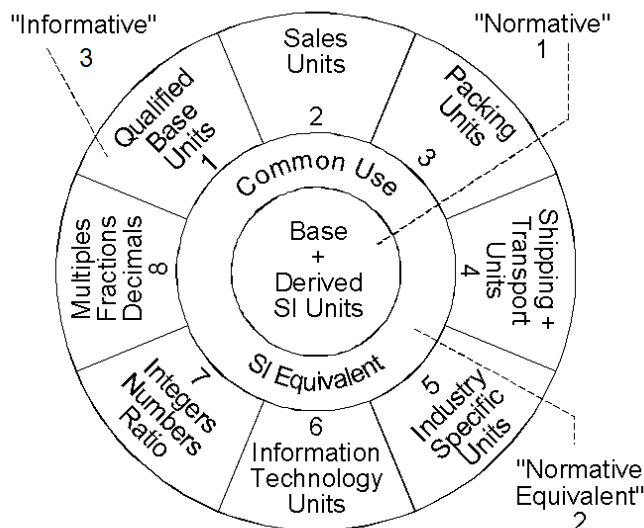 "Informative"
3
"Normative"
1
Sales
Units
2
Packing
Units
3
Shipping +
Transport
Units
4
5
Industry
Specific
Units
6
Information
Technology
Units
7
Integers
Numbers
Ratio
Multiples
Fractions
Decimals
8
Qualified
Base
Units
1
Common Use
Base
+
Derived
SI Units
SI Equivalent
"Normative
Equivalent"
2